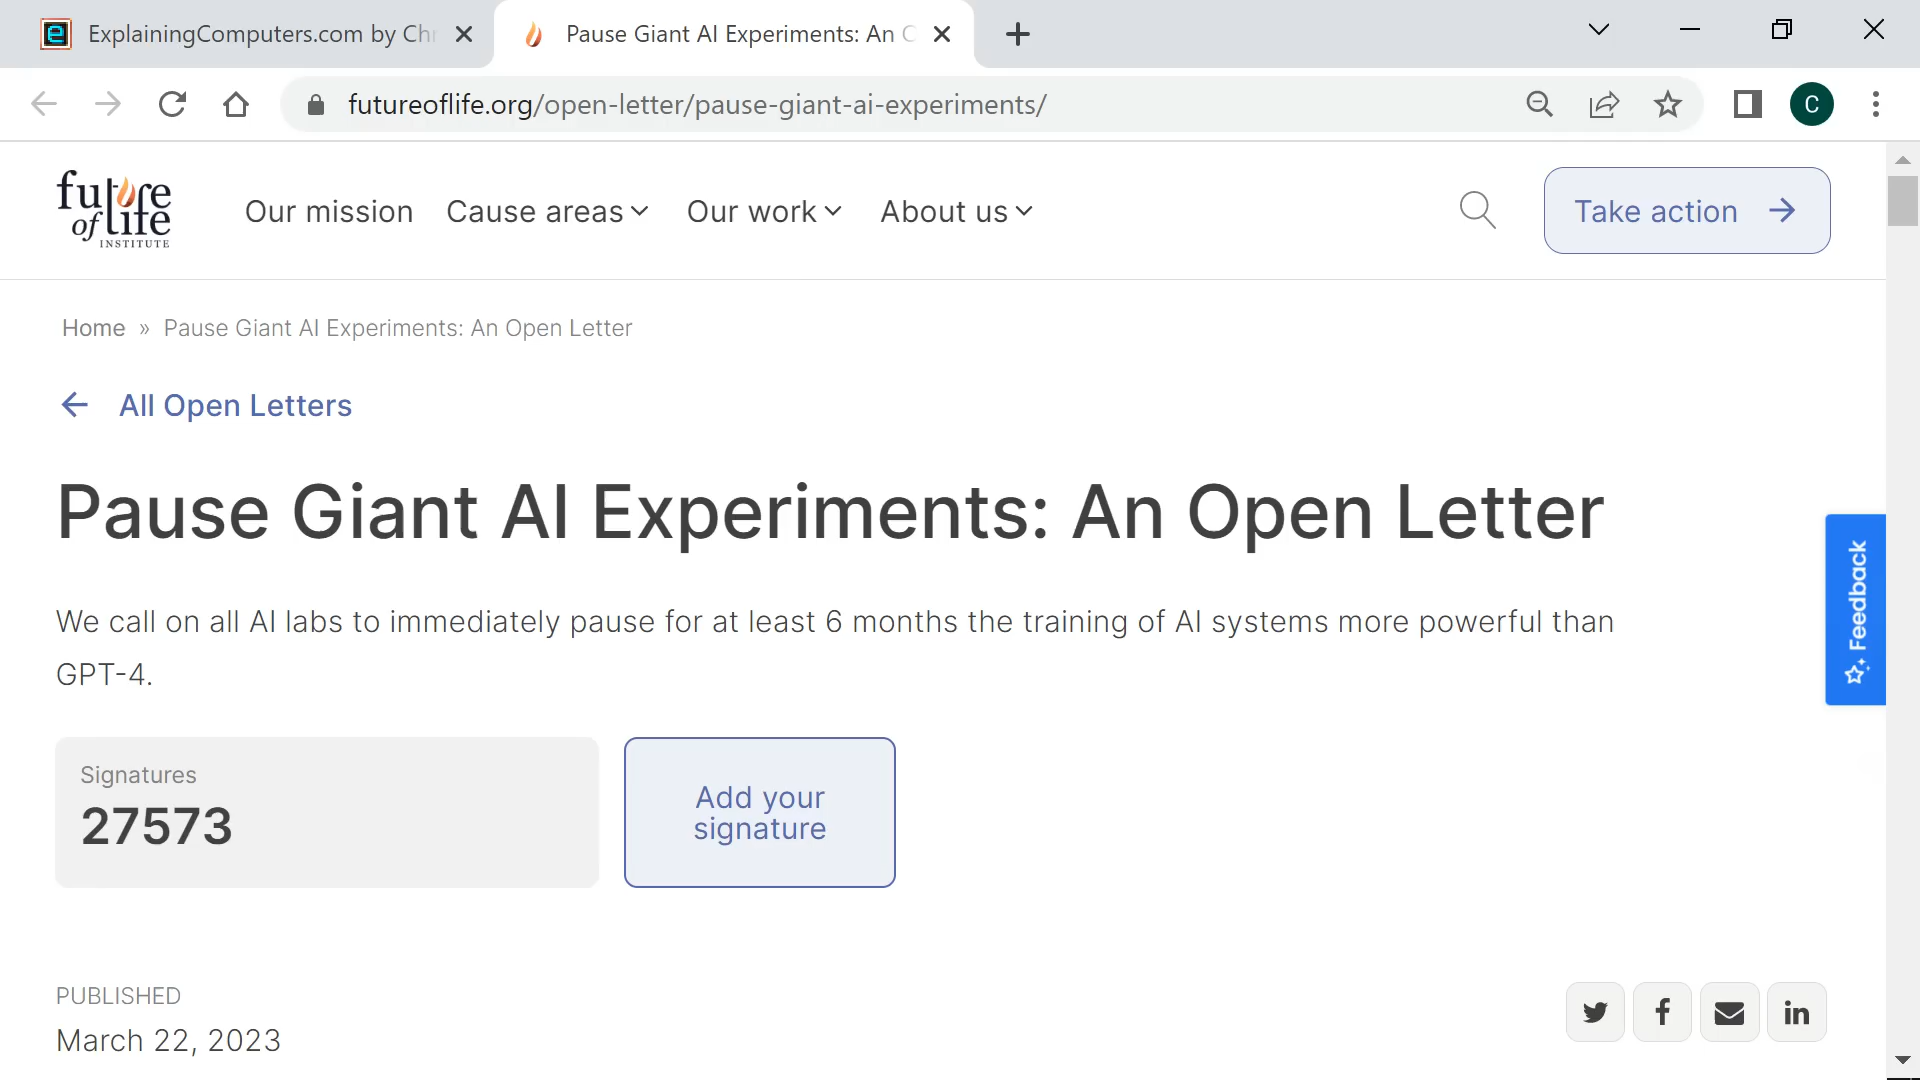 ExplainingComputers.com by Chr
Pause Giant AI Experiments: An O
futureoflife.org/open-letter/pause-giant-ai-experiments/
C
future
of life
INSTITUTE
Our mission
Cause areas
Our work
About us
Take action
Home » Pause Giant AI Experiments: An Open Letter
All Open Letters
Pause Giant AI Experiments: An Open Letter
We call on all AI labs to immediately pause for at least 6 months the training of AI systems more powerful than
GPT-4.
Feedback
Signatures
27573
Add your
signature
PUBLISHED
March 22, 2023